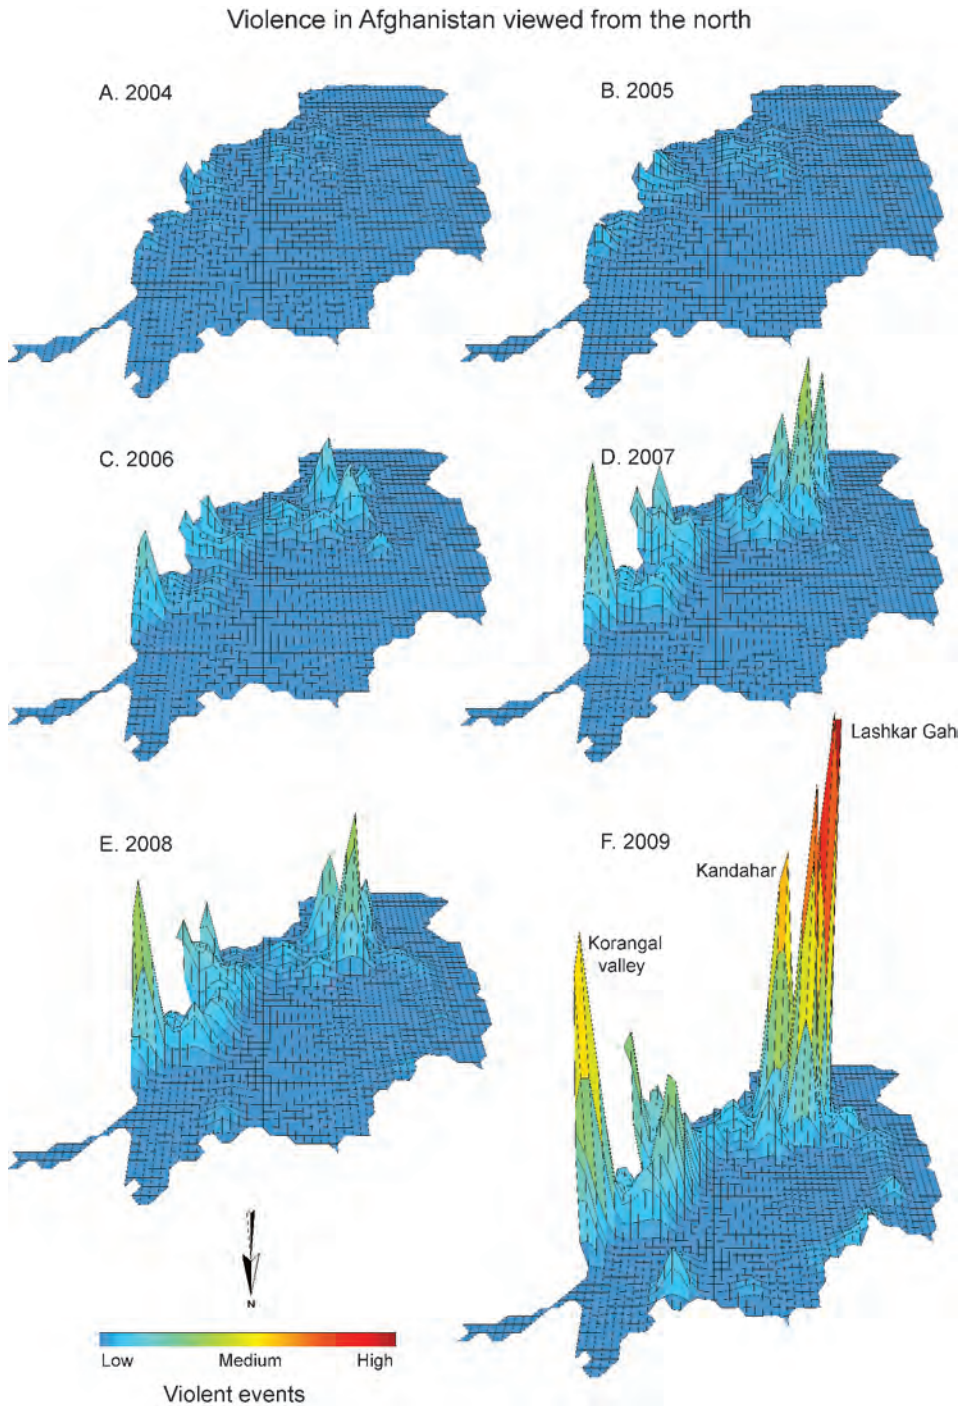 Violence in Afghanistan viewed from the north
A. 2004
B. 2005
C. 2006
D. 2007
Lashkar Gah
E. 2008
F. 2009
Kandahar
Korangal
valley
N
Low Medium High
Violent events